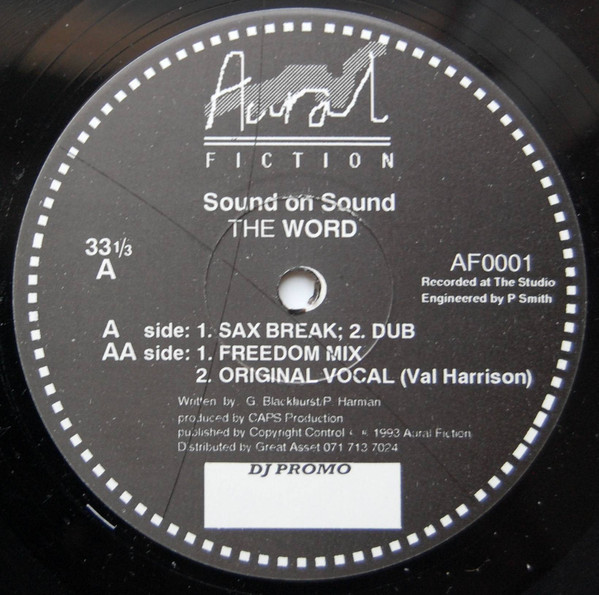 Aural
FICTION
Sound on Sound
THE WORD
33 1/3
A
AF0001
Recorded at The Studio
Engineered by P Smith
A side: 1. SAX BREAK; 2. DUB
AA side: 1. FREEDOM MIX
2. ORIGINAL VOCAL (Val Harrison)
Written by G. Blackhurst/P. Harman
produced by CAPS Production
published by Copyright Control 1993 Aural Fiction
Distributed by Great Asset 071 713 7024
DJ PROMO